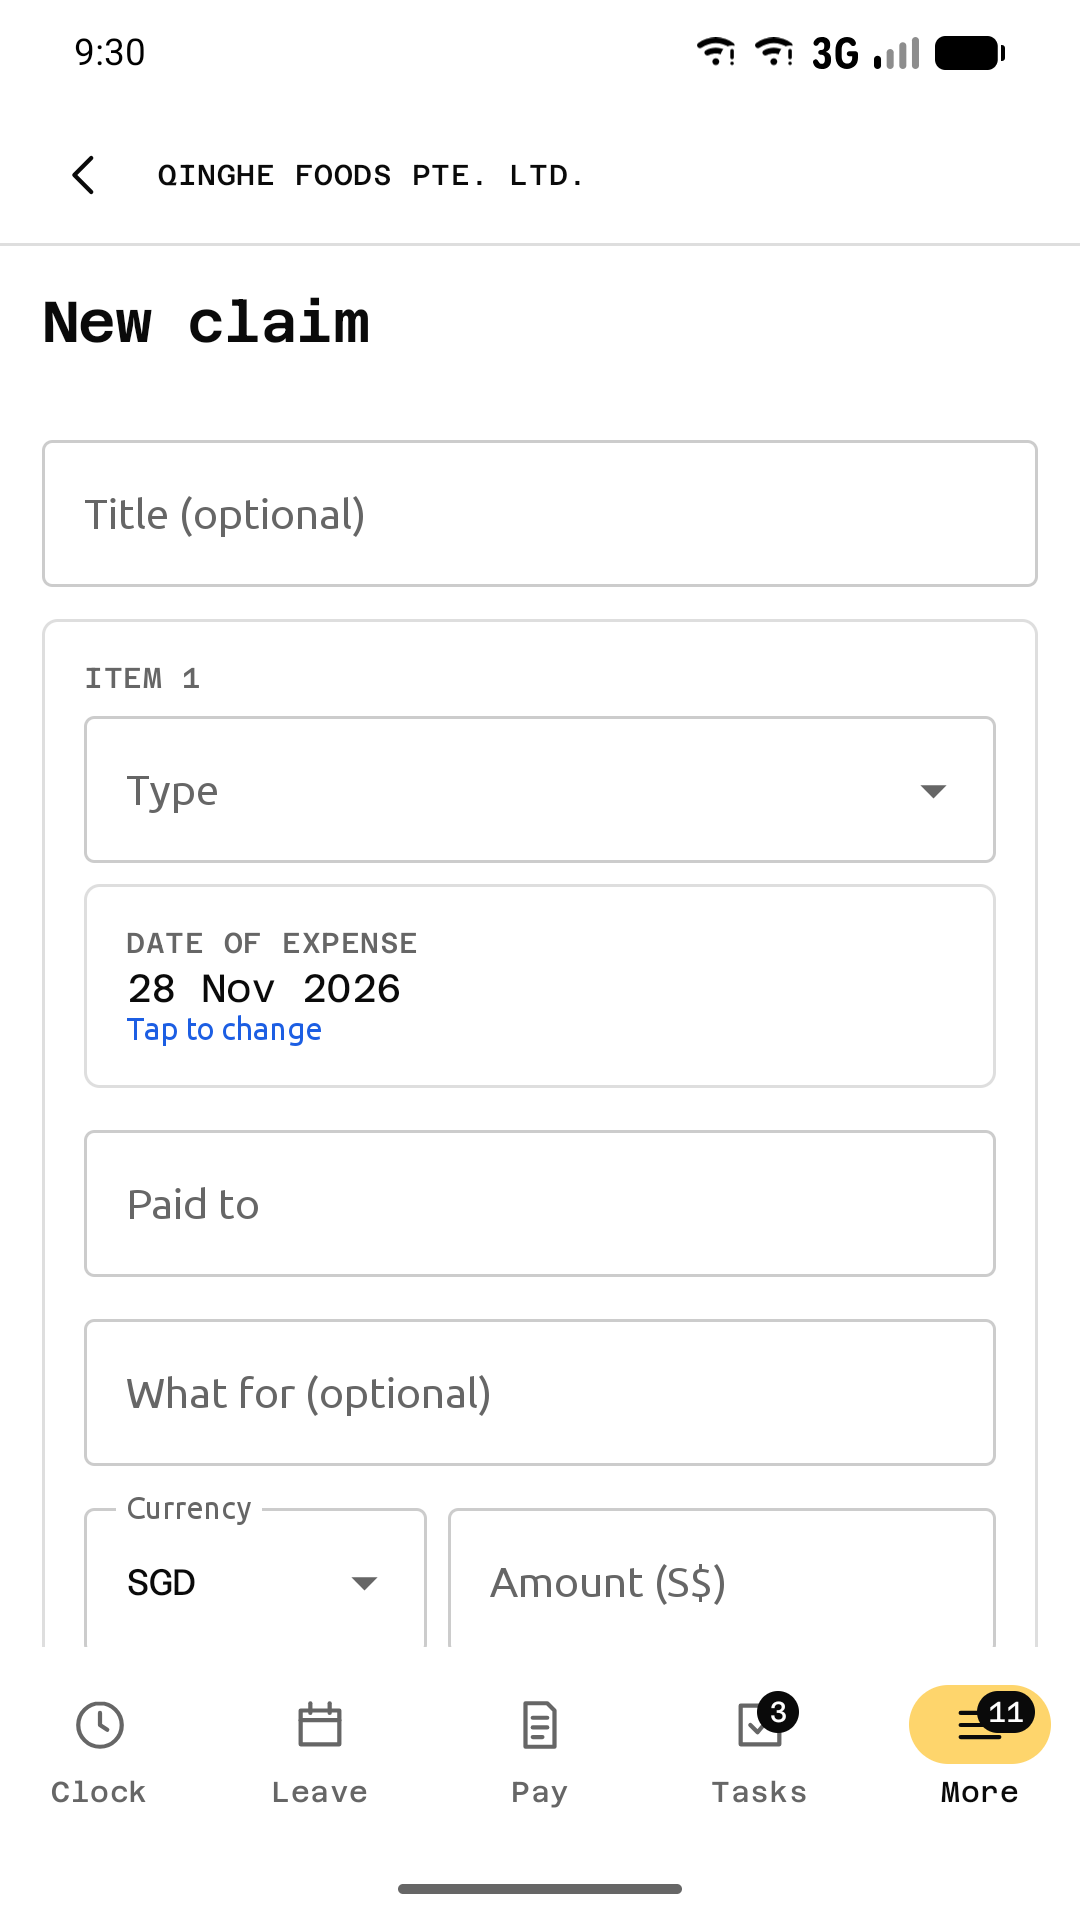 9:30
3G
QINGHE FOODS PTE. LTD.
New claim
Title (optional)
ITEM 1
Type
DATE OF EXPENSE
28 Nov 2026
Tap to change
Paid to
What for (optional)
Currency
SGD
Amount (S$)
3
11
Clock
Leave
Pay
Tasks
More